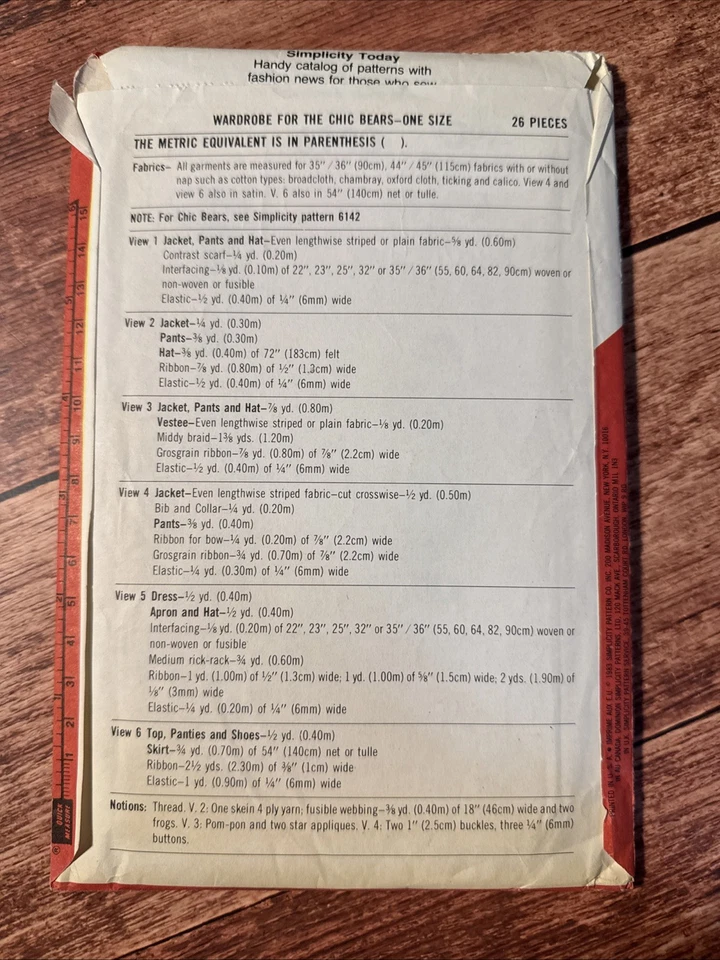 Simplicity Today
Handy catalog of patterns with
fashion news for those who sew
WARDROBE FOR THE CHIC BEARS–ONE SIZE 26 PIECES
THE METRIC EQUIVALENT IS IN PARENTHESIS ( ).
Fabrics– All garments are measured for 35" / 36" (90cm), 44" / 45" (115cm) fabrics with or without
nap such as cotton types: broadcloth, chambray, oxford cloth, ticking and calico. View 4 and
view 6 also in satin. V. 6 also in 54" (140cm) net or tulle.
NOTE: For Chic Bears, see Simplicity pattern 6142
View 1 Jacket, Pants and Hat–Even lengthwise striped or plain fabric–⅝ yd. (0.60m)
Contrast scarf–¼ yd. (0.20m)
Interfacing–⅛ yd. (0.10m) of 22", 23", 25", 32" or 35" / 36" (55, 60, 64, 82, 90cm) woven or
non-woven or fusible
Elastic–½ yd. (0.40m) of ¼" (6mm) wide
View 2 Jacket–¼ yd. (0.30m)
Pants–⅜ yd. (0.30m)
Hat–⅜ yd. (0.40m) of 72" (183cm) felt
Ribbon–⅞ yd. (0.80m) of ½" (1.3cm) wide
Elastic–½ yd. (0.40m) of ¼" (6mm) wide
View 3 Jacket, Pants and Hat–⅞ yd. (0.80m)
Vestee–Even lengthwise striped or plain fabric–⅛ yd. (0.20m)
Middy braid–1⅜ yds. (1.20m)
Grosgrain ribbon–⅞ yd. (0.80m) of ⅞" (2.2cm) wide
Elastic–½ yd. (0.40m) of ¼" (6mm) wide
View 4 Jacket–Even lengthwise striped fabric–cut crosswise–½ yd. (0.50m)
Bib and Collar–¼ yd. (0.20m)
Pants–⅜ yd. (0.40m)
Ribbon for bow–¼ yd. (0.20m) of ⅞" (2.2cm) wide
Grosgrain ribbon–¾ yd. (0.70m) of ⅞" (2.2cm) wide
Elastic–¼ yd. (0.30m) of ¼" (6mm) wide
View 5 Dress–½ yd. (0.40m)
Apron and Hat–½ yd. (0.40m)
Interfacing–⅛ yd. (0.20m) of 22", 23", 25", 32" or 35" / 36" (55, 60, 64, 82, 90cm) woven or
non-woven or fusible
Medium rick-rack–¾ yd. (0.60m)
Ribbon–1 yd. (1.00m) of ½" (1.3cm) wide; 1 yd. (1.00m) of ⅝" (1.5cm) wide; 2 yds. (1.90m) of
⅛" (3mm) wide
Elastic–¼ yd. (0.20m) of ¼" (6mm) wide
View 6 Top, Panties and Shoes–½ yd. (0.40m)
Skirt–¾ yd. (0.70m) of 54" (140cm) net or tulle
Ribbon–2½ yds. (2.30m) of ⅜" (1cm) wide
Elastic–1 yd. (0.90m) of ¼" (6mm) wide
Notions: Thread. V. 2: One skein 4 ply yarn; fusible webbing–⅜ yd. (0.40m) of 18" (46cm) wide and two
frogs. V. 3: Pom-pon and two star appliques. V. 4: Two 1" (2.5cm) buckles, three ¼" (6mm)
buttons.
QUICK
MEASURE
1
2
3
4
5
6
7
8
9
10
11
12
13
14
15